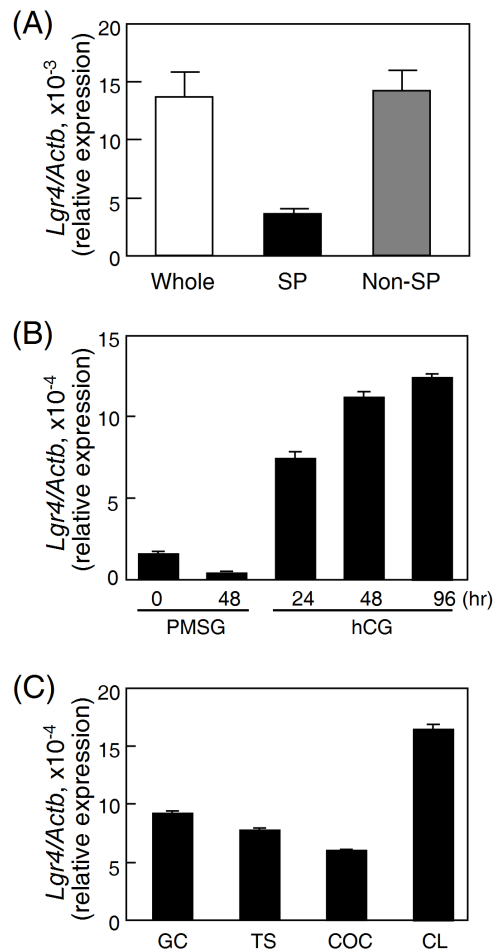 (A)
Lgr4/Actb, x10-3
(relative expression)
20
15
10
5
0
Whole SP Non-SP
(B)
Lgr4/Actb, x10-4
(relative expression)
15
10
5
0
0 48 24 48 96 (hr)
PMSG hCG
(C)
Lgr4/Actb, x10-4
(relative expression)
20
15
10
5
0
GC TS COC CL